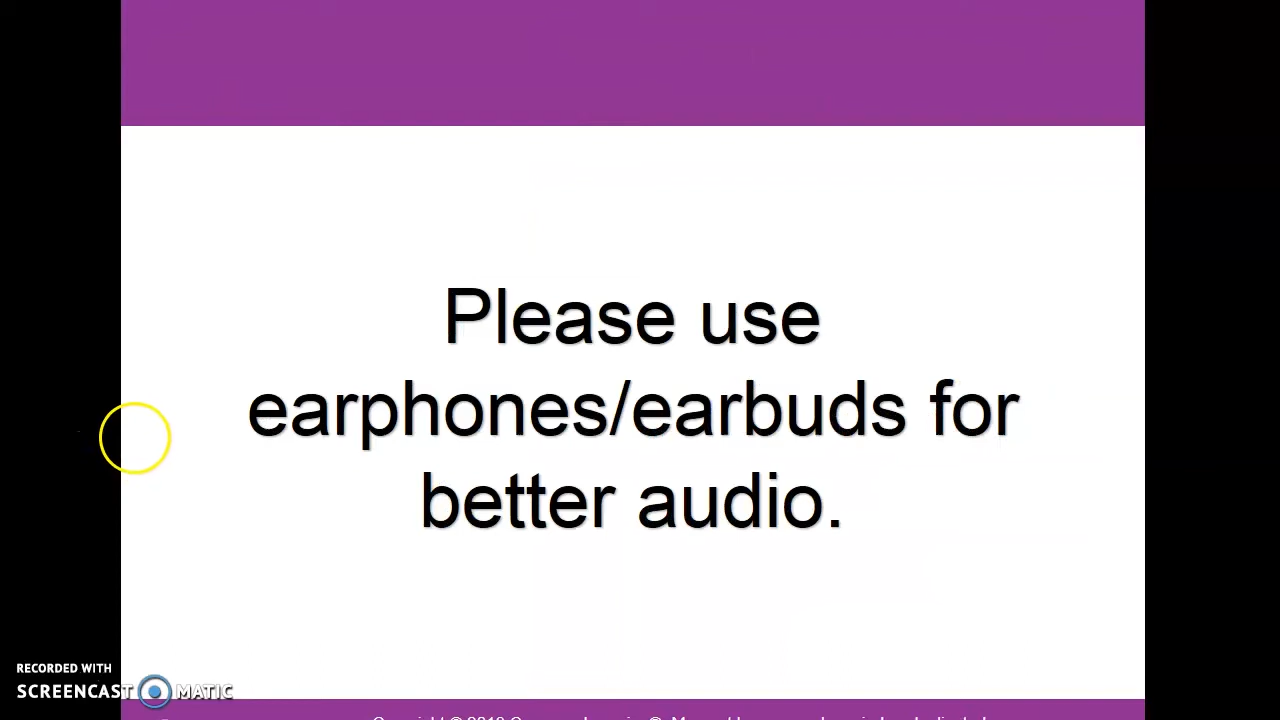 Please use
earphones/earbuds for
better audio.
RECORDED WITH
SCREENCAST MATIC